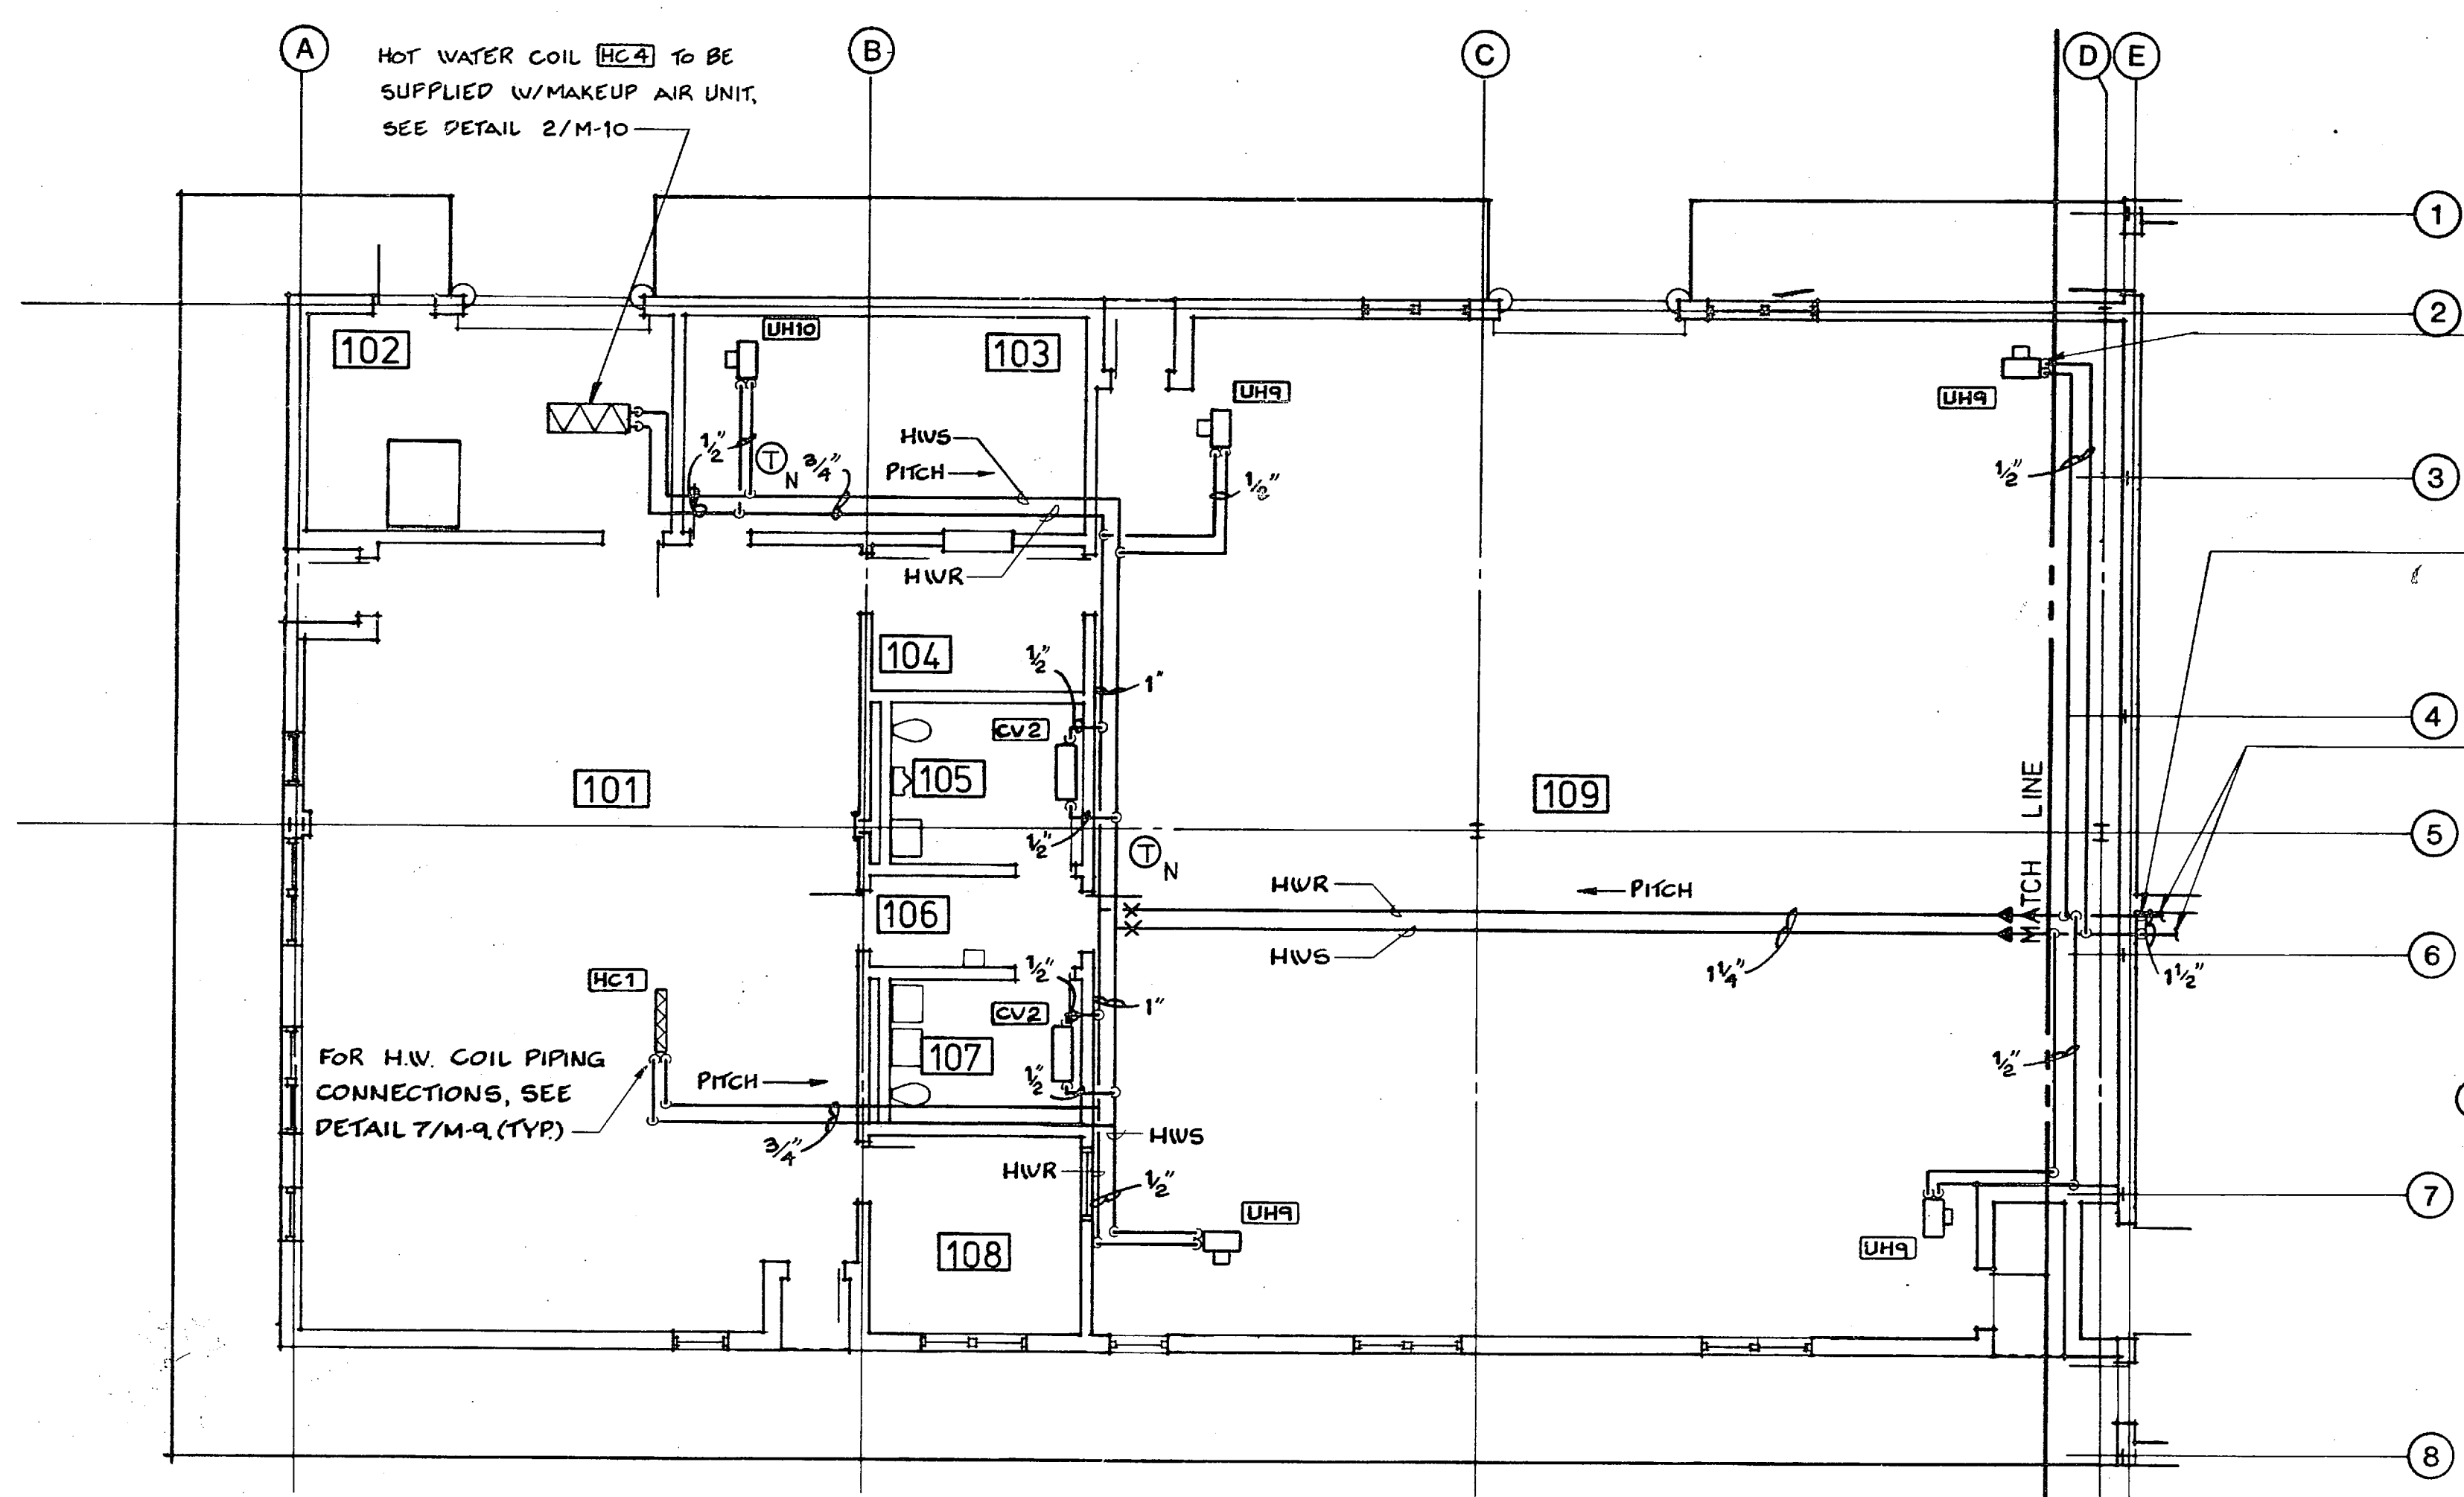 A
B
C
D
E
HOT WATER COIL HC4 TO BE
SUPPLIED W/MAKEUP AIR UNIT,
SEE DETAIL 2/M-10
1
2
UH10
102
103
UH9
UH9
1/2"
T
N
3/4"
HWS
PITCH
1/2"
1/2"
3
HWR
104
1/2"
1"
4
CV2
105
101
109
MATCH LINE
1/2"
T
N
5
HWR
PITCH
106
HWS
1 1/4"
6
1 1/2"
HC1
1/2"
1"
CV2
107
1/2"
FOR H.W. COIL PIPING
CONNECTIONS, SEE
DETAIL 7/M-9. (TYP.)
PITCH
1/2"
3/4"
HWS
HWR
1/2"
7
UH9
108
UH9
8